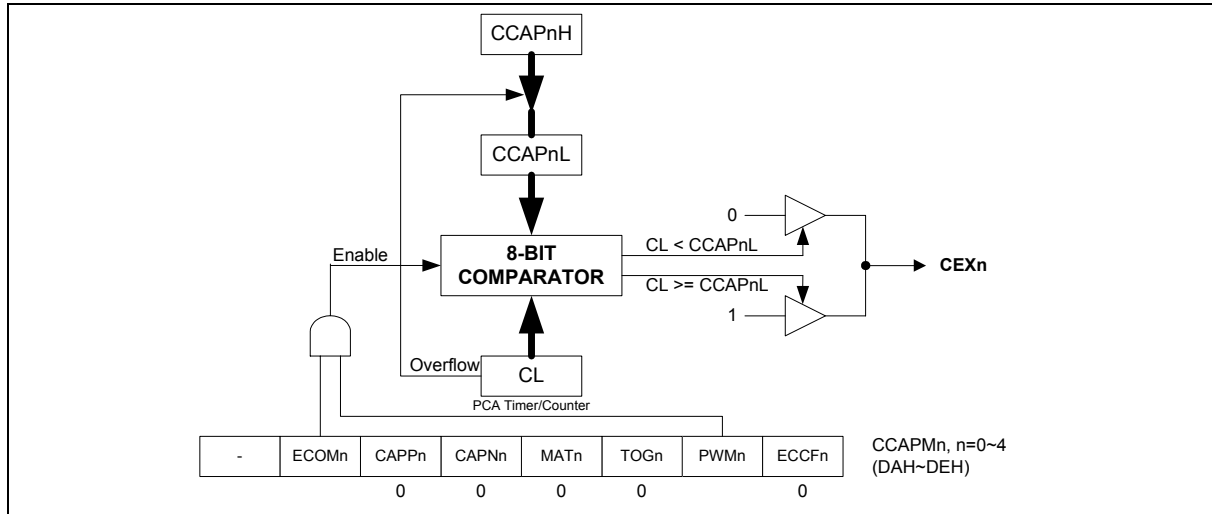 CCAPnH
CCAPnL
0
CL < CCAPnL
Enable
8-BIT
COMPARATOR
CEXn
CL >= CCAPnL
1
Overflow
CL
PCA Timer/Counter
- ECOMn CAPPn CAPNn MATn TOGn PWMn ECCFn
CCAPMn, n=0~4
(DAH~DEH)
0 0 0 0 0